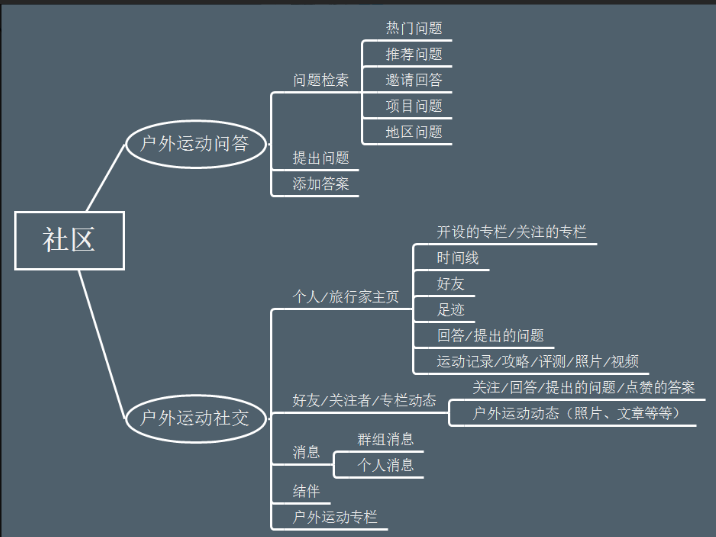 热门问题
推荐问题
问题检索
邀请回答
项目问题
地区问题
户外运动问答
提出问题
添加答案
社区
开设的专栏/关注的专栏
时间线
好友
个人/旅行家主页
足迹
回答/提出的问题
运动记录/攻略/评测/照片/视频
关注/回答/提出的问题/点赞的答案
好友/关注者/专栏动态
户外运动动态（照片、文章等等）
户外运动社交
群组消息
消息
个人消息
结伴
户外运动专栏